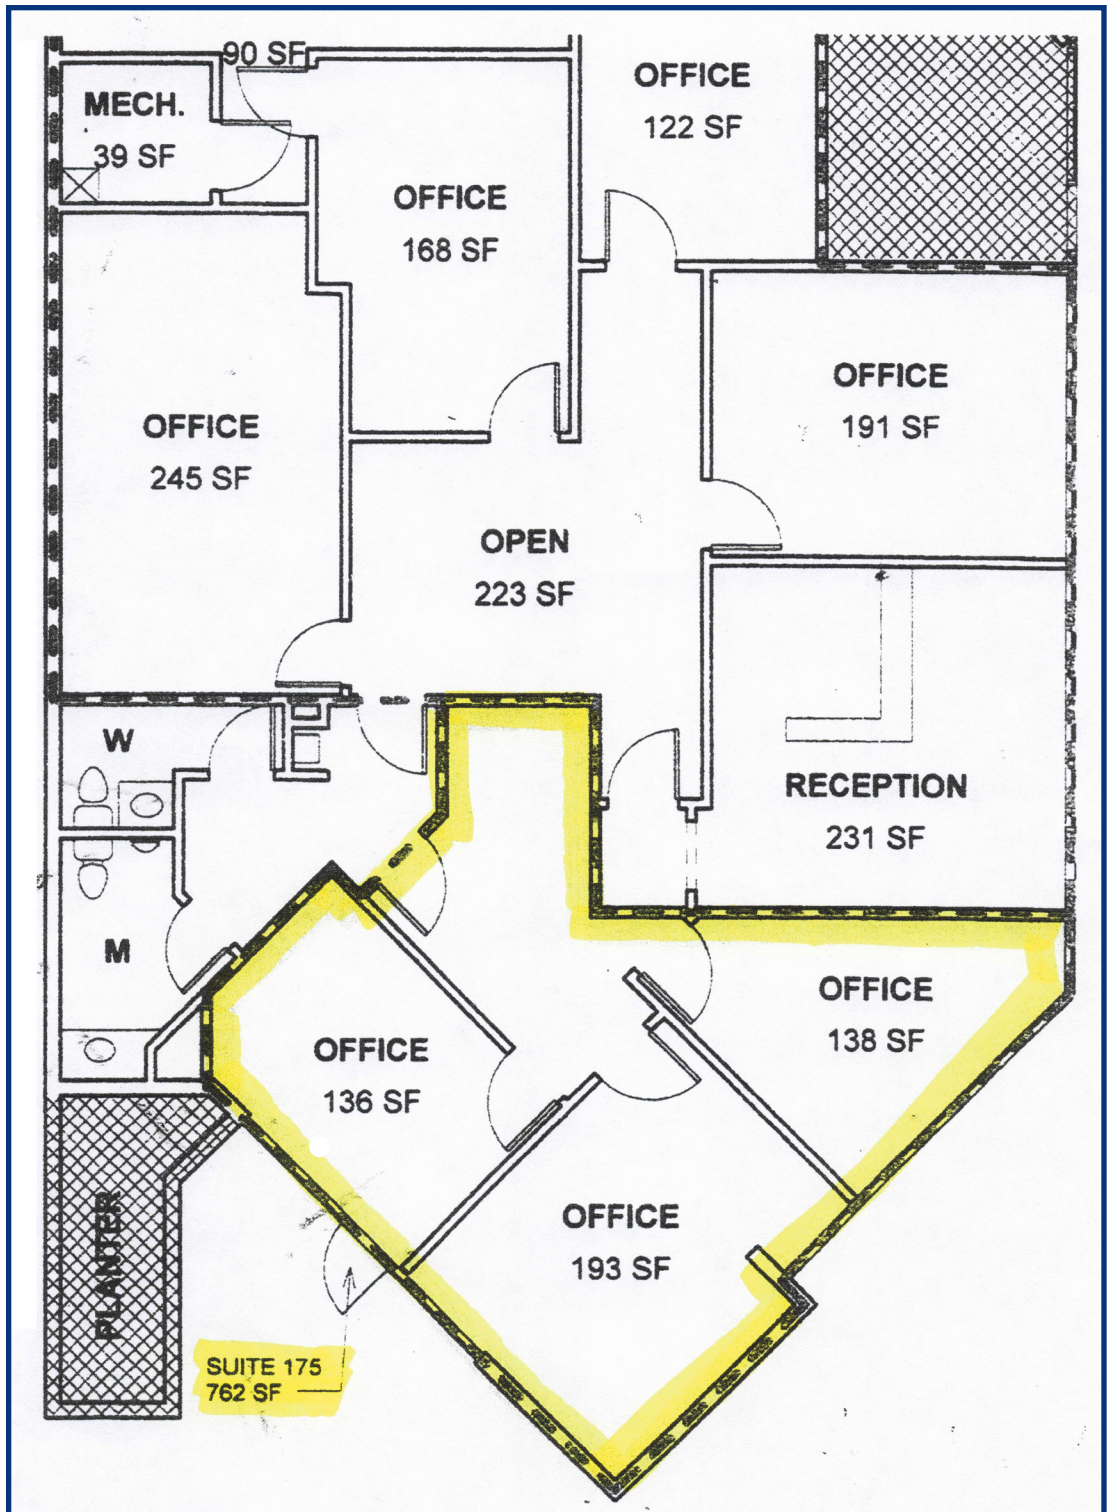 90 SF
MECH.
39 SF
OFFICE
122 SF
OFFICE
168 SF
OFFICE
191 SF
OFFICE
245 SF
OPEN
223 SF
W
RECEPTION
231 SF
M
OFFICE
138 SF
OFFICE
136 SF
OFFICE
193 SF
PLANTER
SUITE 175
762 SF